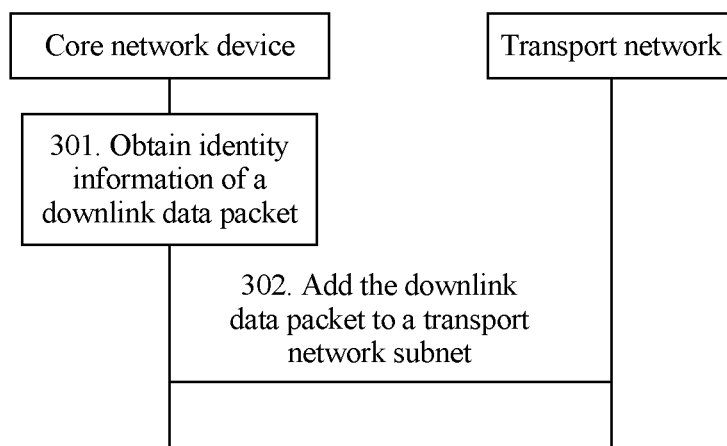 Core network device
Transport network
301. Obtain identity
information of a
downlink data packet
302. Add the downlink
data packet to a transport
network subnet